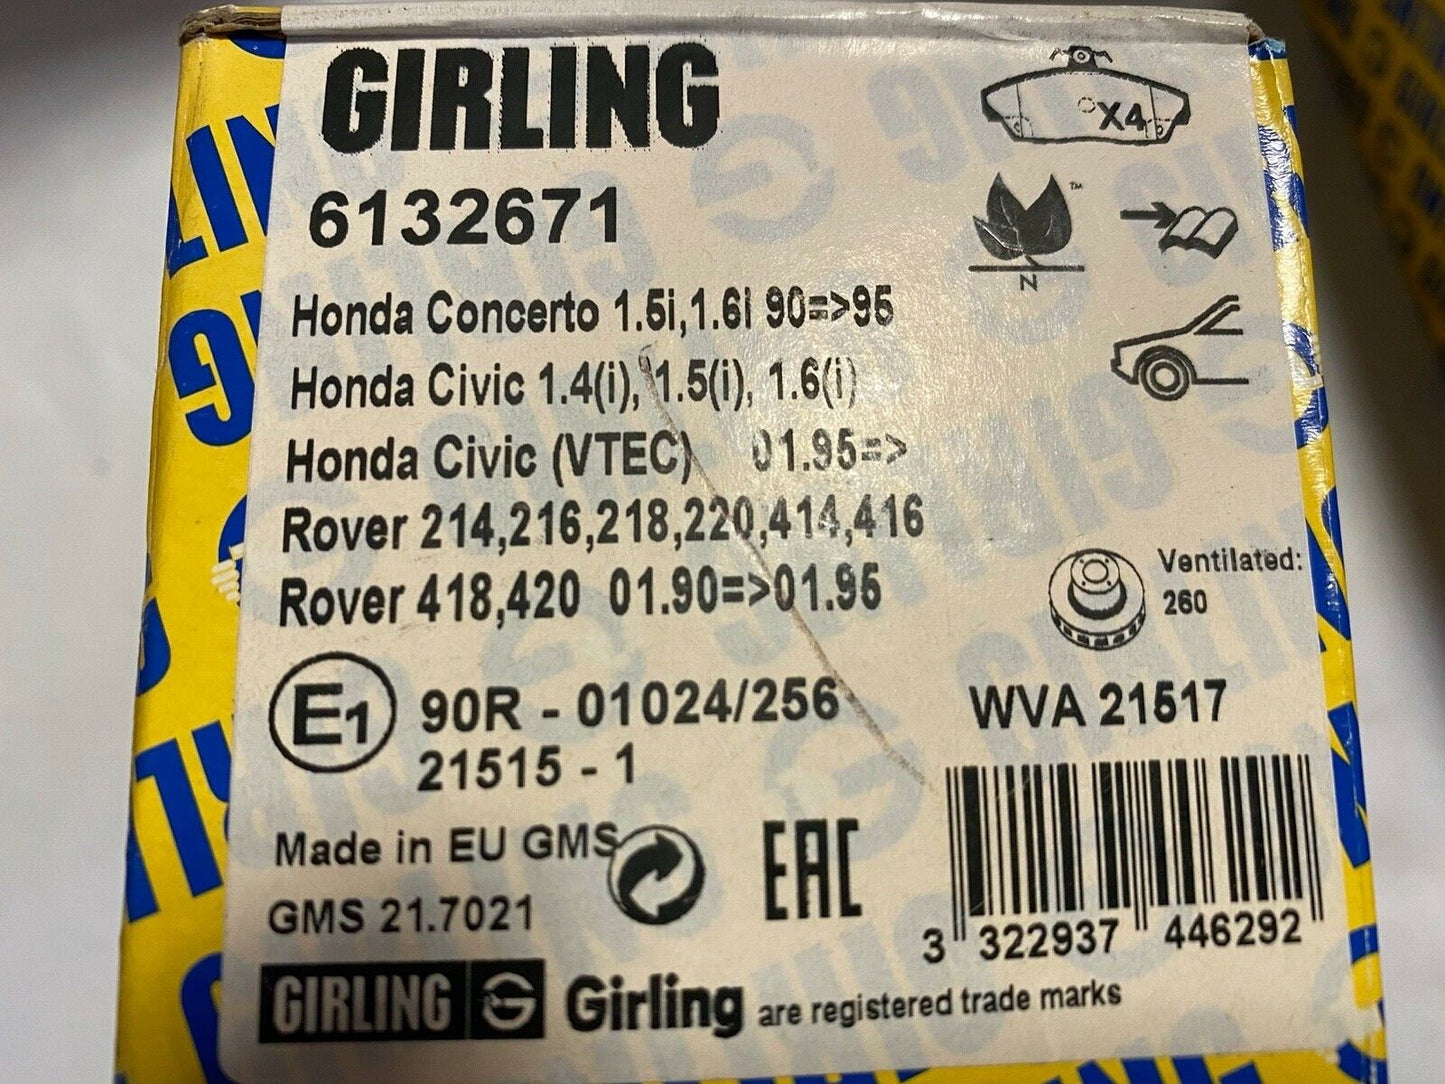 GIRLING
X4
6132671
™
N
Honda Concerto 1.5i,1.6i 90=>95
Honda Civic 1.4(i), 1.5(i), 1.6(i)
Honda Civic (VTEC) 01.95=>
Rover 214,216,218,220,414,416
Rover 418,420 01.90=>01.95
Ventilated:
260
E1 90R - 01024/256
21515 - 1
WVA 21517
Made in EU GMS
GMS 21.7021
EAC
3 322937 446292
GIRLING G Girling are registered trade marks